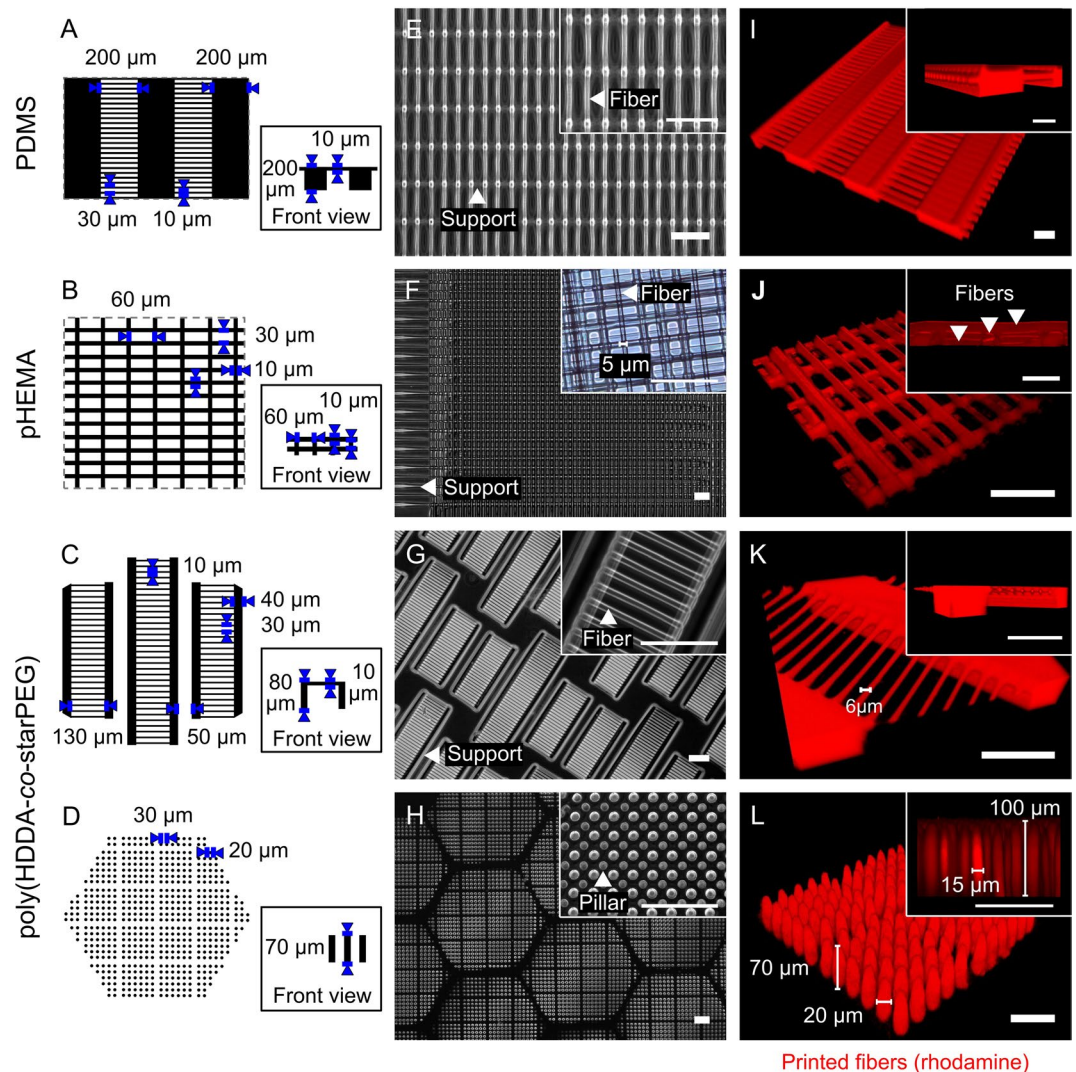 PDMS
A
200 µm 200 µm
30 µm 10 µm
10 µm
200
µm
Front view
E
Fiber
Support
I
pHEMA
B
60 µm
30 µm
10 µm
10 µm
60 µm
Front view
F
Fiber
5 µm
Support
J
Fibers
poly(HDDA-co-starPEG)
C
10 µm
40 µm
30 µm
130 µm 50 µm
80
µm
10
µm
Front view
G
Fiber
Support
K
6µm
D
30 µm
20 µm
70 µm
Front view
H
Pillar
L
100 µm
15 µm
70 µm
20 µm
Printed fibers (rhodamine)